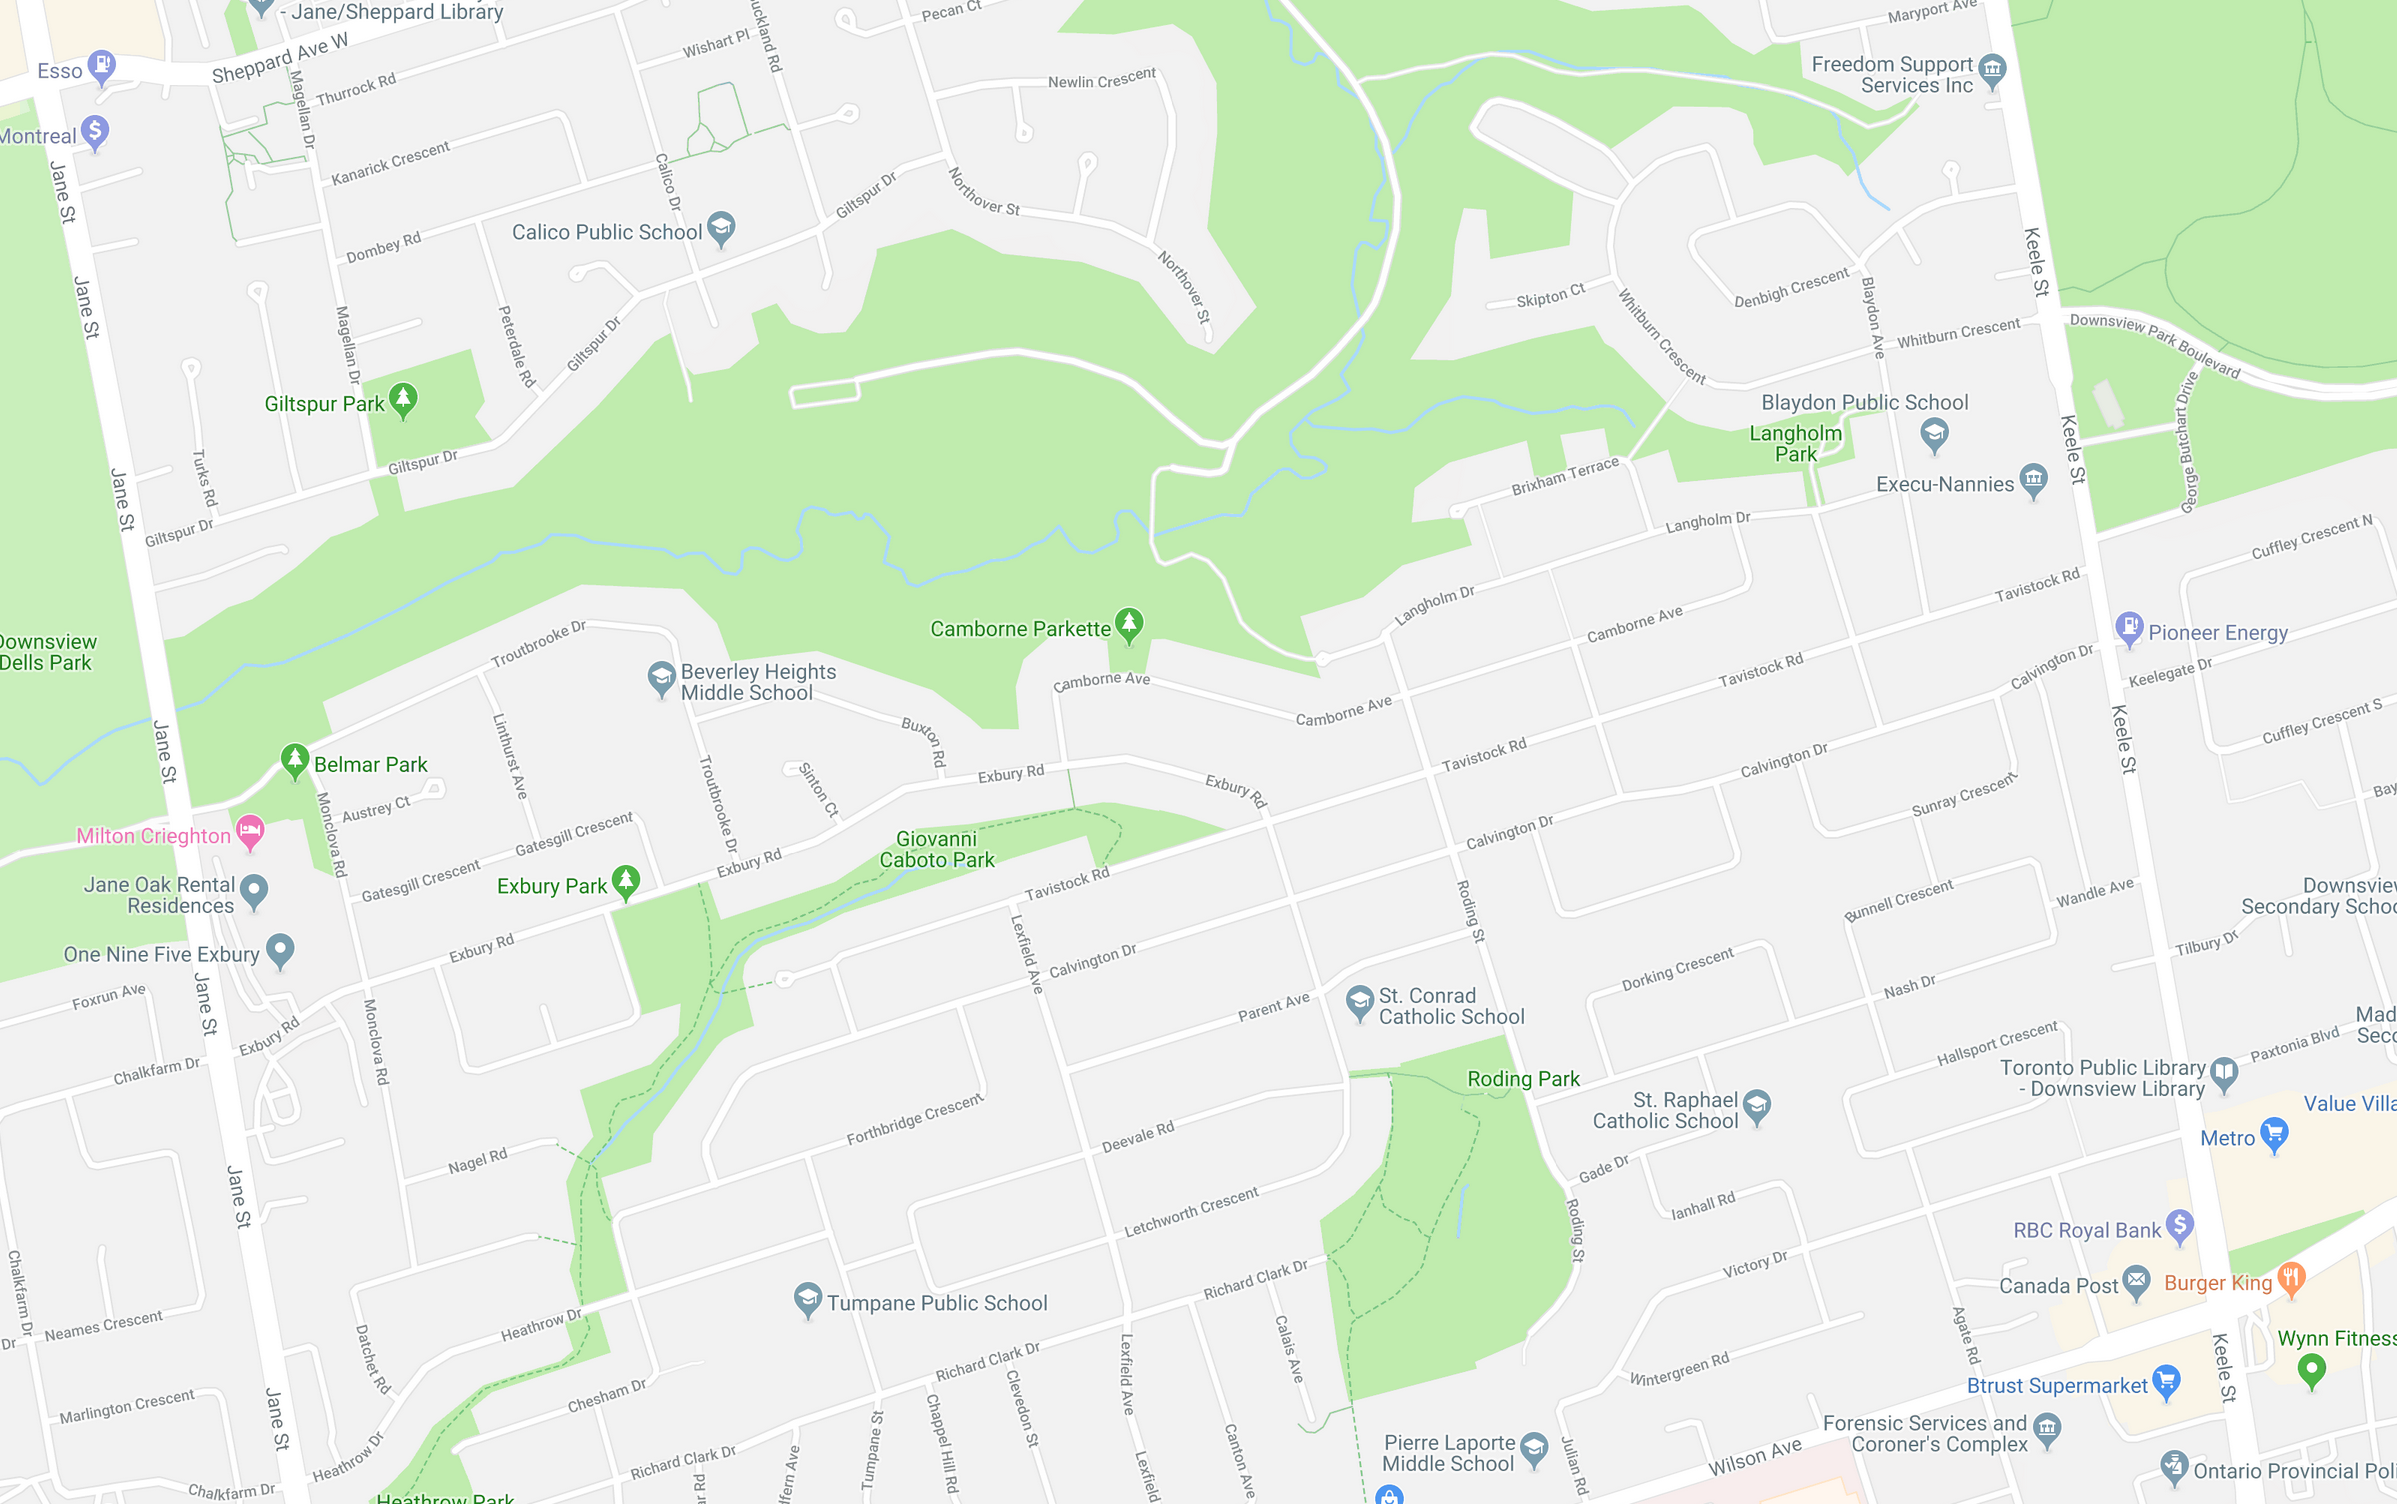 - Jane/Sheppard Library
Sheppard Ave W
Esso
Montreal
Thurrock Rd
Magellan Dr
Kanarick Crescent
Dombey Rd
Wishart Pl
Pecan Ct
Newlin Crescent
Calico Dr
Calico Public School
Giltspur Dr
Northover St
Northover St
Maryport Ave
Freedom Support
Services Inc
Jane St
Jane St
Jane St
Magellan Dr
Peterdale Rd
Giltspur Dr
Giltspur Park
Giltspur Dr
Turks Rd
Giltspur Dr
Skipton Ct
Whitburn Crescent
Denbigh Crescent
Blaydon Ave
Whitburn Crescent
Keele St
Downsview Park Boulevard
George Butchart Drive
Blaydon Public School
Langholm
Park
Keele St
Execu-Nannies
Brixham Terrace
Langholm Dr
Langholm Dr
Cuffley Crescent N
Tavistock Rd
Downsview
Dells Park
Troutbrooke Dr
Camborne Parkette
Camborne Ave
Pioneer Energy
Calvington Dr
Keelegate Dr
Beverley Heights
Middle School
Camborne Ave
Camborne Ave
Tavistock Rd
Cuffley Crescent S
Keele St
Jane St
Linthurst Ave
Buxton Rd
Troutbrooke Dr
Sinton Ct
Exbury Rd
Exbury Rd
Tavistock Rd
Calvington Dr
Sunray Crescent
Bay
Belmar Park
Austrey Ct
Monclova Rd
Milton Crieghton
Gatesgill Crescent
Gatesgill Crescent
Exbury Rd
Giovanni
Caboto Park
Calvington Dr
Exbury Park
Jane Oak Rental
Residences
Tavistock Rd
Roding St
Bunnell Crescent
Wandle Ave
Downsview
Secondary Schoo
Tilbury Dr
One Nine Five Exbury
Exbury Rd
Lexfield Ave
Calvington Dr
Dorking Crescent
Nash Dr
Foxrun Ave
Jane St
Monclova Rd
Exbury Rd
Chalkfarm Dr
Parent Ave
St. Conrad
Catholic School
Hallsport Crescent
Mad
Seco
Paxtonia Blvd
Toronto Public Library
- Downsview Library
Roding Park
St. Raphael
Catholic School
Value Villa
Metro
Forthbridge Crescent
Deevale Rd
Nagel Rd
Gade Dr
Ianhall Rd
Jane St
Letchworth Crescent
Roding St
RBC Royal Bank
Victory Dr
Canada Post
Burger King
Richard Clark Dr
Chalkfarm Dr
Dr
Neames Crescent
Datchet Rd
Heathrow Dr
Tumpane Public School
Calais Ave
Agate Rd
Keele St
Wynn Fitness
Richard Clark Dr
Lexfield Ave
Wintergreen Rd
Btrust Supermarket
Marlington Crescent
Jane St
Chesham Dr
Clevedon St
Chapel Hill Rd
Tumpane St
Forensic Services and
Coroner's Complex
Heathrow Dr
Richard Clark Dr
Canton Ave
Lexfield
Pierre Laporte
Middle School
Julian Rd
Wilson Ave
Ontario Provincial Poli
Chalkfarm Dr
Heathrow Park